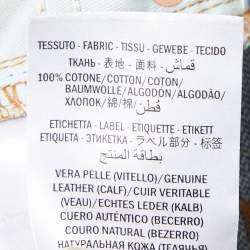 TESSUTO - FABRIC - TISSU - GEWEBE - TECIDO
ТКАНЬ - 表地 - 面料 - قماش
100% COTONE/COTTON/COTON/
BAUMWOLLE/ALGODON/ALGODÃO/
ХЛОПОК/綿/棉/قطن
ETICHETTA - LABEL - ETIQUETTE - ETIKETT
ETIQUETA - ЭТИКЕТКА - ラベル部分 - 标签
بطاقة المنتج
VERA PELLE (VITELLO)/GENUINE
LEATHER (CALF)/CUIR VERITABLE
(VEAU)/ECHTES LEDER (KALB)
CUERO AUTÉNTICO (BECERRO)
COURO NATURAL (BEZERRO)
НАТУРАЛЬНАЯ КОЖА (ТЕЛЯЧЬЯ)